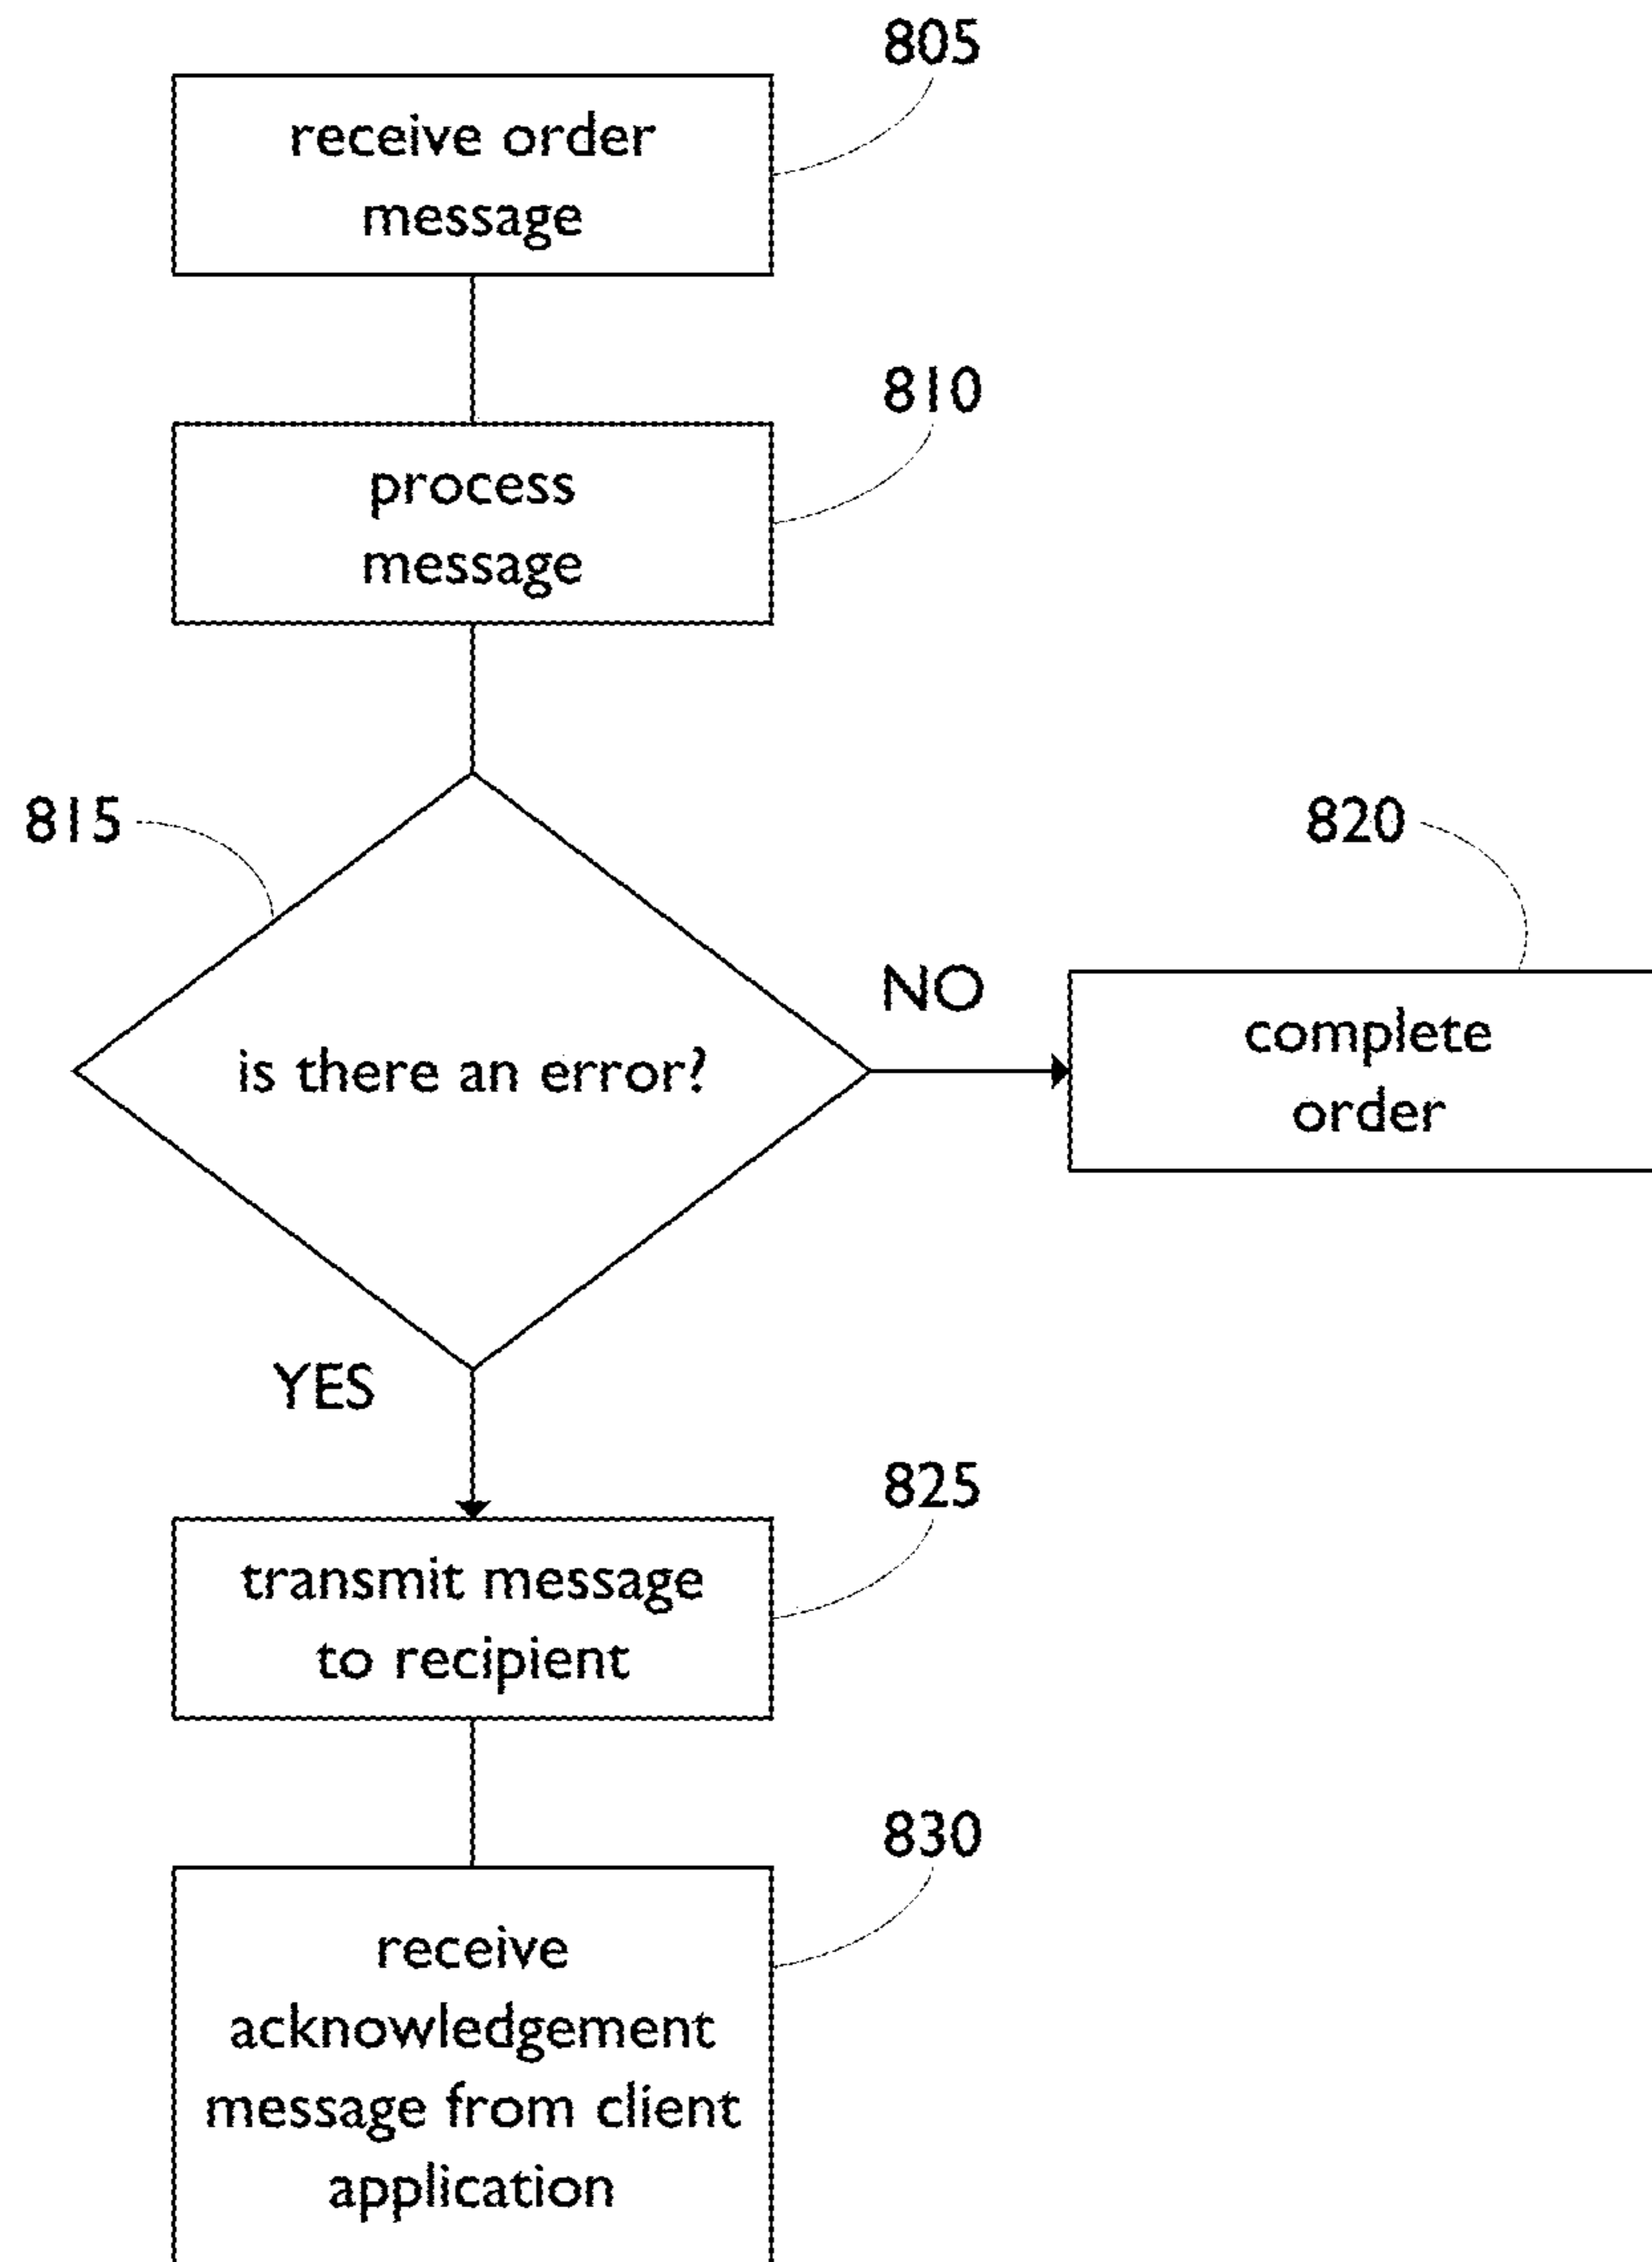 805
receive order
message
810
process
message
815
820
NO
is there an error?
complete
order
YES
825
transmit message
to recipient
830
receive
acknowledgement
message from client
application